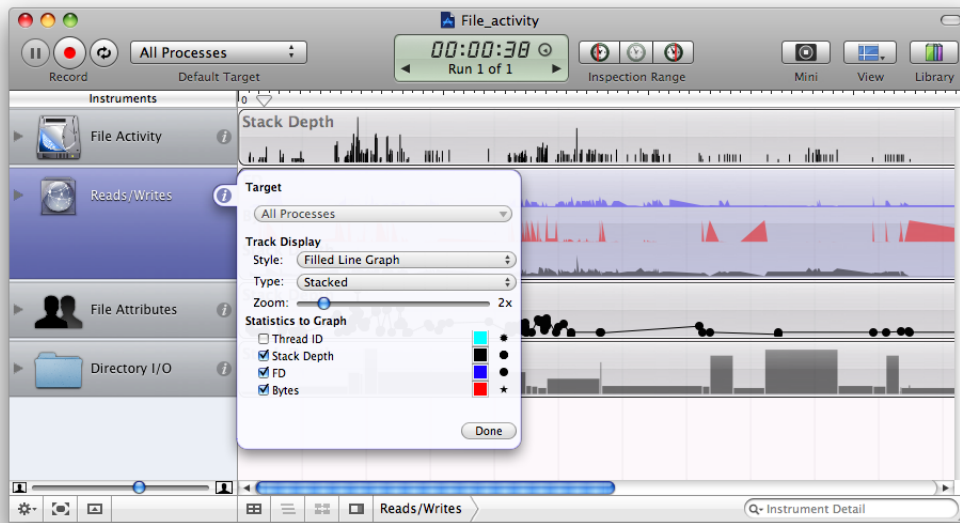 File_activity
All Processes
00:00:38
Run 1 of 1
Record
Default Target
Inspection Range
Mini
View
Library
Instruments
0
File Activity
Stack Depth
Reads/Writes
Target
All Processes
Track Display
Style: Filled Line Graph
Type: Stacked
Zoom: 2x
Statistics to Graph
Thread ID
Stack Depth
FD
Bytes
Done
File Attributes
Directory I/O
Reads/Writes
Instrument Detail